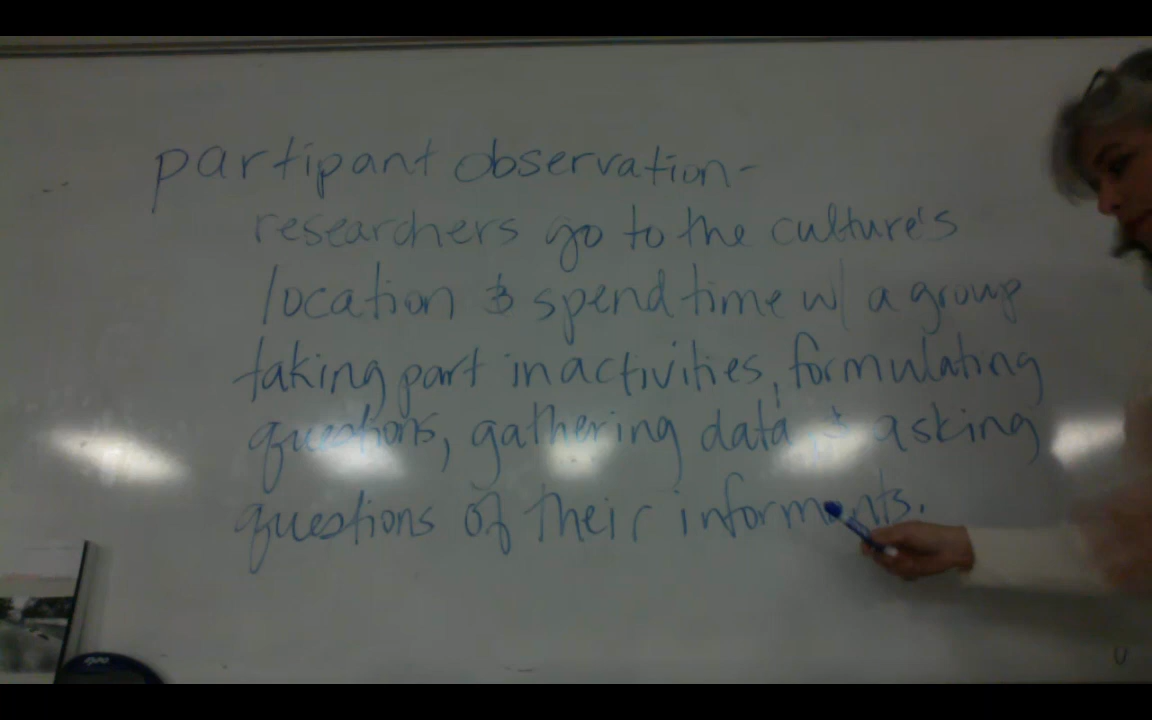 partipant observation-
researchers go to the culture's
location & spend time w/ a group
taking part in activities, formulating
questions, gathering data, & asking
questions of their informants.
expo